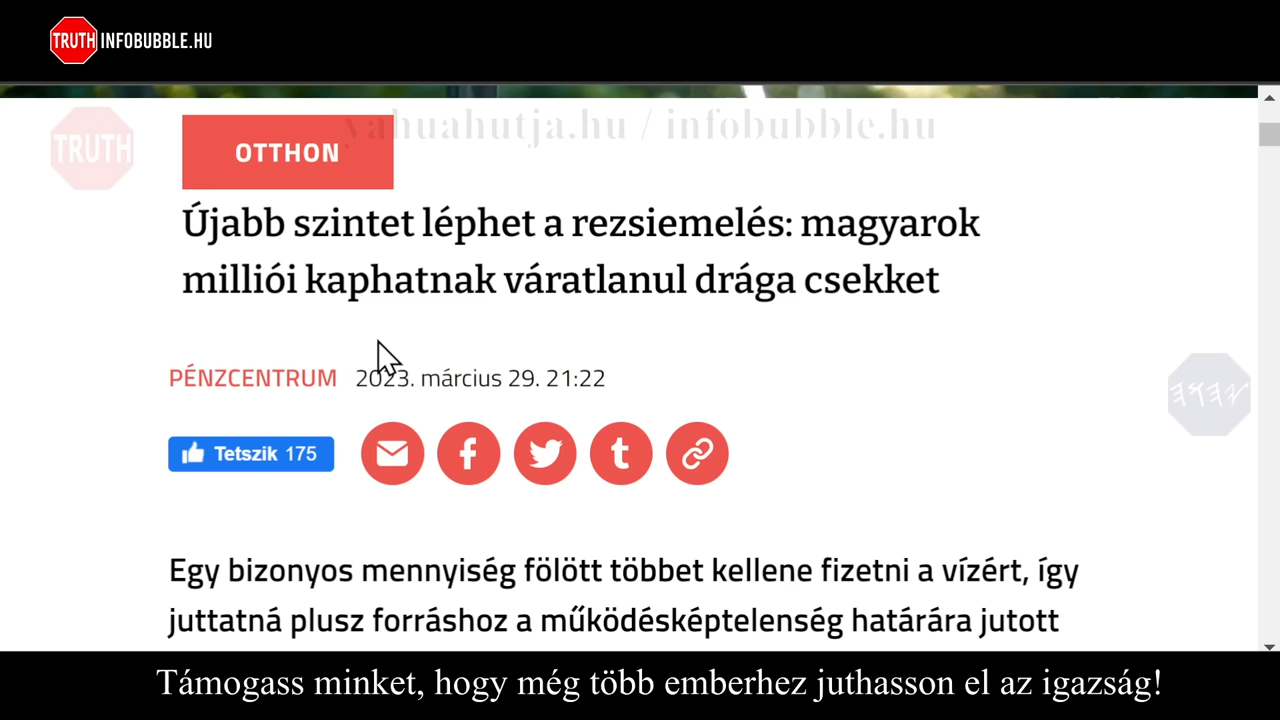 TRUTH INFOBUBBLE.HU
yahuahutja.hu / infobubble.hu
TRUTH
OTTHON
Újabb szintet léphet a rezsiemelés: magyarok
milliói kaphatnak váratlanul drága csekket
PÉNZCENTRUM 2023. március 29. 21:22
Tetszik 175
Egy bizonyos mennyiség fölött többet kellene fizetni a vízért, így
juttatná plusz forráshoz a működésképtelenség határára jutott
Támogass minket, hogy még több emberhez juthasson el az igazság!